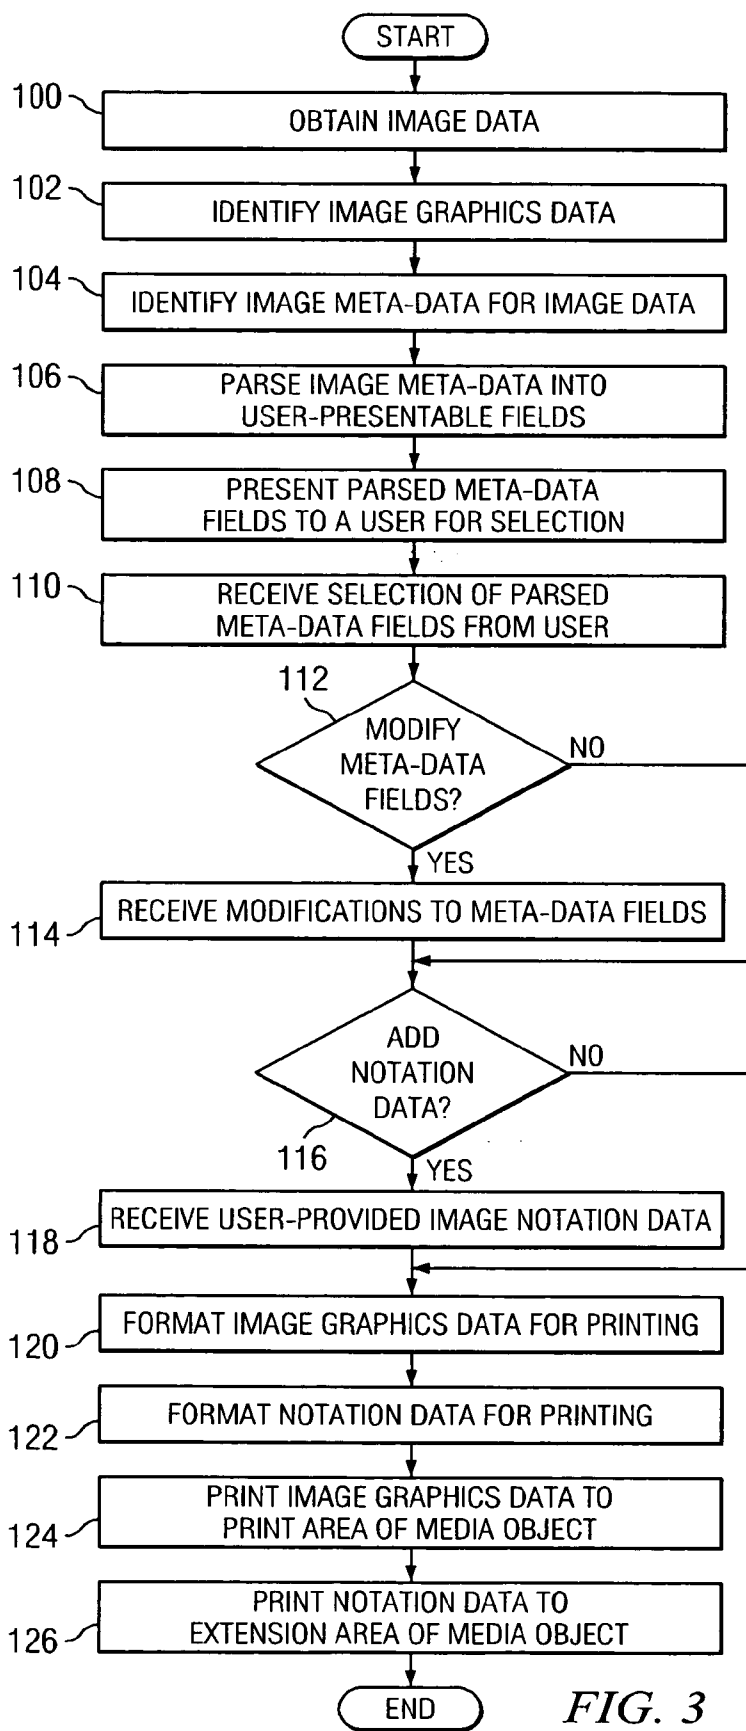 START
100
OBTAIN IMAGE DATA
102
IDENTIFY IMAGE GRAPHICS DATA
104
IDENTIFY IMAGE META-DATA FOR IMAGE DATA
106
PARSE IMAGE META-DATA INTO
USER-PRESENTABLE FIELDS
108
PRESENT PARSED META-DATA
FIELDS TO A USER FOR SELECTION
110
RECEIVE SELECTION OF PARSED
META-DATA FIELDS FROM USER
112
MODIFY
META-DATA
FIELDS?
NO
YES
RECEIVE MODIFICATIONS TO META-DATA FIELDS
114
ADD
NOTATION
DATA?
NO
116
YES
RECEIVE USER-PROVIDED IMAGE NOTATION DATA
118
FORMAT IMAGE GRAPHICS DATA FOR PRINTING
120
FORMAT NOTATION DATA FOR PRINTING
122
PRINT IMAGE GRAPHICS DATA TO
PRINT AREA OF MEDIA OBJECT
124
PRINT NOTATION DATA TO
EXTENSION AREA OF MEDIA OBJECT
126
END
FIG. 3